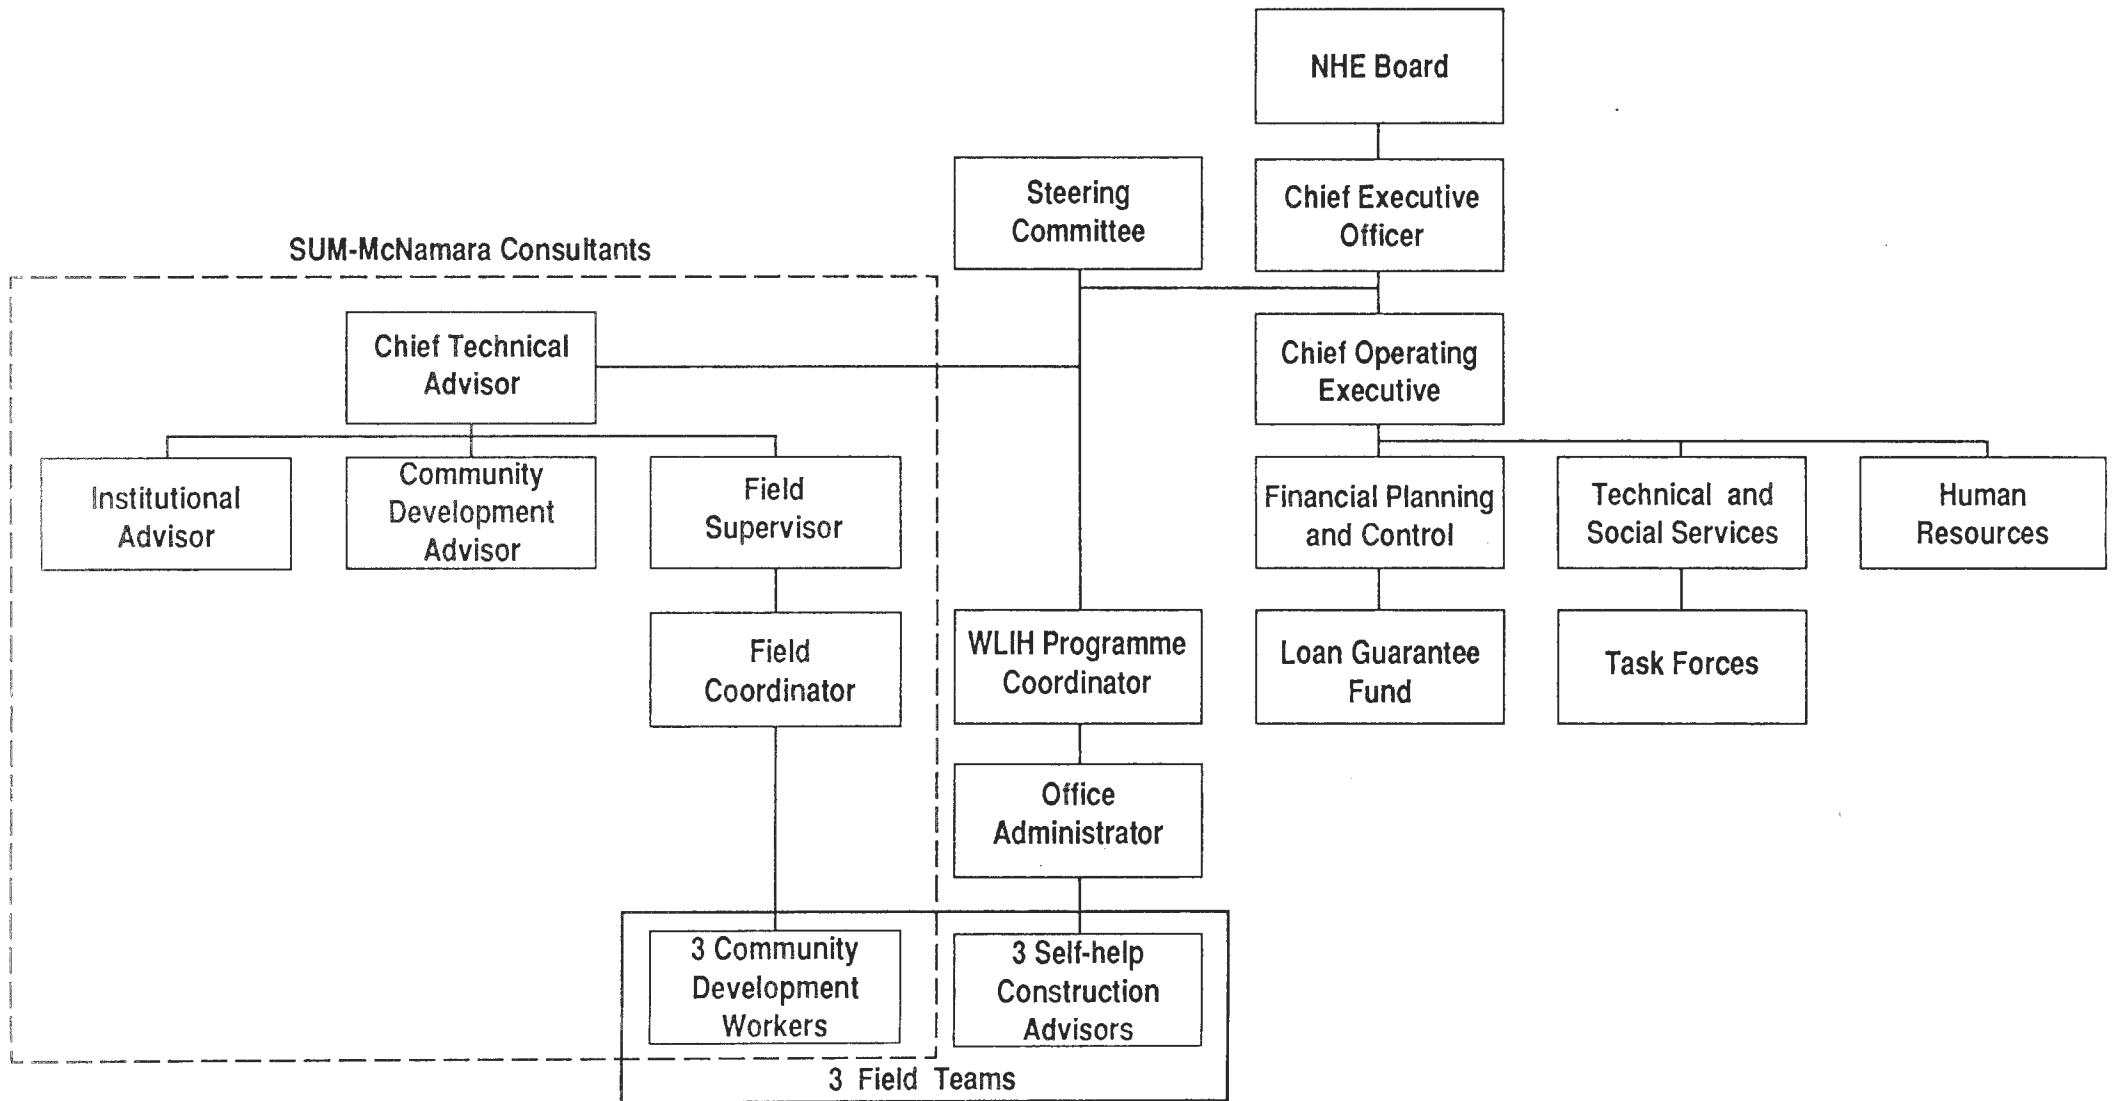 NHE Board
Steering
Committee
Chief Executive
Officer
SUM-McNamara Consultants
Chief Technical
Advisor
Chief Operating
Executive
Institutional
Advisor
Community
Development
Advisor
Field
Supervisor
Financial Planning
and Control
Technical and
Social Services
Human
Resources
Field
Coordinator
WLIH Programme
Coordinator
Loan Guarantee
Fund
Task Forces
Office
Administrator
3 Community
Development
Workers
3 Self-help
Construction
Advisors
3 Field Teams